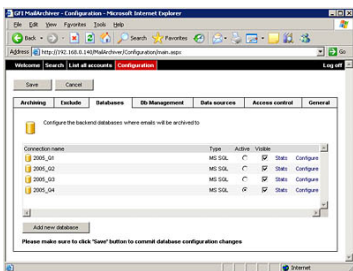 GFI MailArchiver - Configuration - Microsoft Internet Explorer
File Edit View Favorites Tools Help
Back Search Favorites
Address http://192.168.0.140/MailArchiver/Configuration/main.aspx Go
Welcome Search List all accounts Configuration Log off
Save Cancel
Archiving Exclude Databases Db Management Data sources Access control General
Configure the backend databases where emails will be archived to
Connection name Type Active Visible
2005_Q1 MS SQL Stats Configure
2005_Q2 MS SQL Stats Configure
2005_Q3 MS SQL Stats Configure
2005_Q4 MS SQL Stats Configure
Add new database
Please make sure to click 'Save' button to commit database configuration changes
Internet